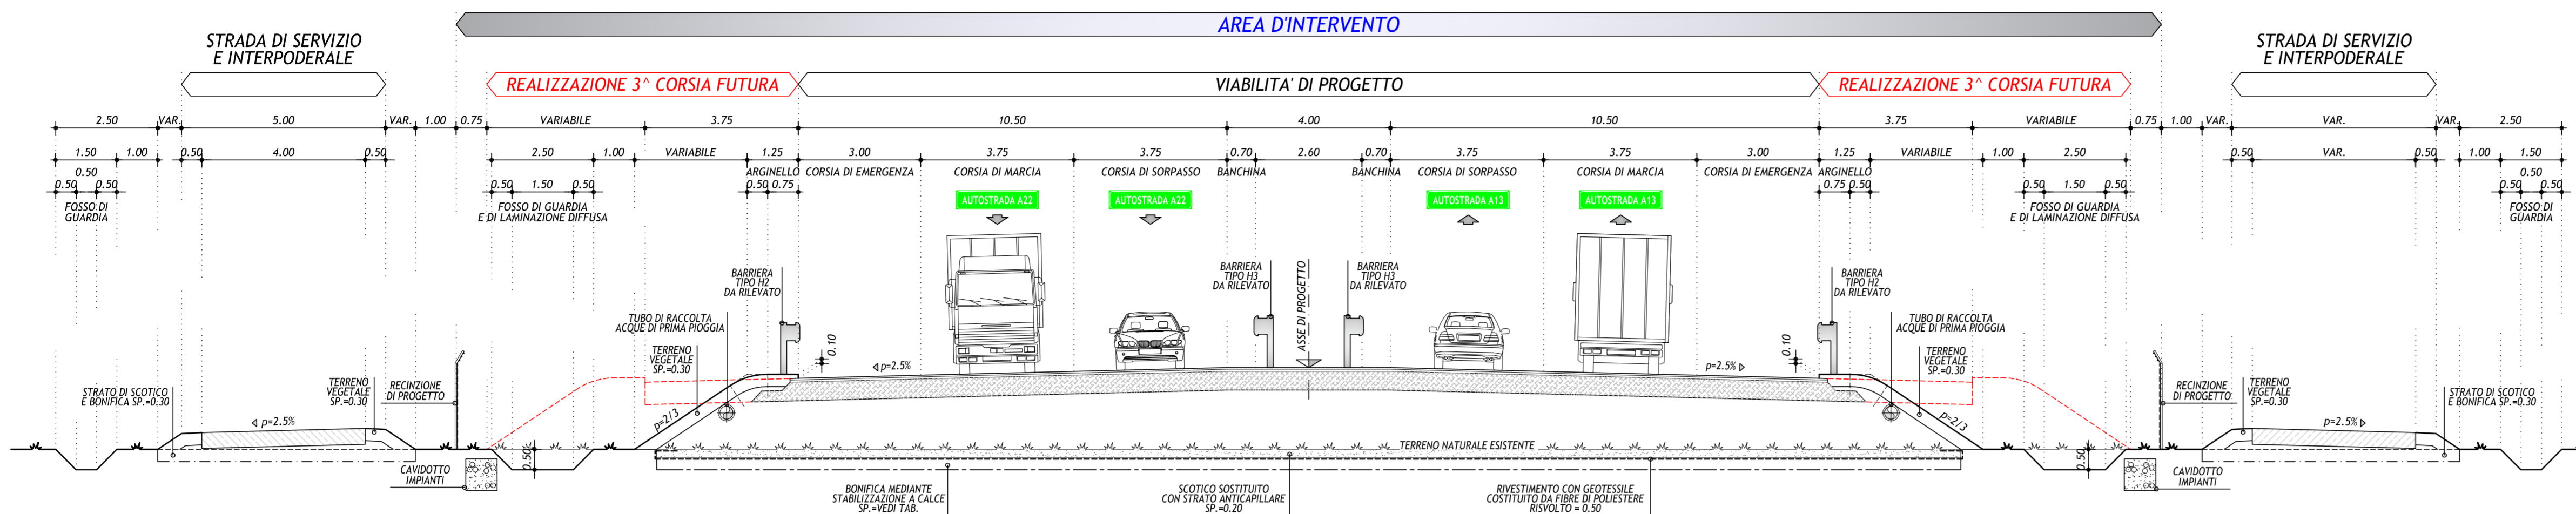 AREA D'INTERVENTO
STRADA DI SERVIZIO
E INTERPODERALE
STRADA DI SERVIZIO
E INTERPODERALE
REALIZZAZIONE 3^ CORSIA FUTURA
VIABILITA' DI PROGETTO
REALIZZAZIONE 3^ CORSIA FUTURA
2.50 VAR. 5.00 VAR. 1.00 0.75 VARIABILE 3.75 10.50 4.00 10.50 3.75 VARIABILE 0.75 1.00 VAR. VAR. VAR. 2.50
1.50 1.00 0.50 4.00 0.50 2.50 1.00 VARIABILE 1.25 3.00 3.75 3.75 0.70 2.60 0.70 3.75 3.75 3.00 1.25 VARIABILE 1.00 2.50 0.50 VAR. 0.50 1.00 1.50
ARGINELLO CORSIA DI EMERGENZA CORSIA DI MARCIA CORSIA DI SORPASSO BANCHINA BANCHINA CORSIA DI SORPASSO CORSIA DI MARCIA CORSIA DI EMERGENZA ARGINELLO
0.50 0.50
0.50 0.50 0.50 1.50 0.50 0.50 0.75 0.75 0.50 0.50 1.50 0.50 0.50 0.50
FOSSO DI
GUARDIA
FOSSO DI GUARDIA
E DI LAMINAZIONE DIFFUSA
AUTOSTRADA A22
AUTOSTRADA A22
AUTOSTRADA A13
AUTOSTRADA A13
FOSSO DI GUARDIA
E DI LAMINAZIONE DIFFUSA
FOSSO DI
GUARDIA
BARRIERA
TIPO H2
DA RILEVATO
BARRIERA
TIPO H3
DA RILEVATO
ASSE DI PROGETTO
BARRIERA
TIPO H3
DA RILEVATO
BARRIERA
TIPO H2
DA RILEVATO
TUBO DI RACCOLTA
ACQUE DI PRIMA PIOGGIA
TUBO DI RACCOLTA
ACQUE DI PRIMA PIOGGIA
TERRENO
VEGETALE
SP.=0.30
0.10
p=2.5%
p=2.5%
0.10
TERRENO
VEGETALE
SP.=0.30
STRATO DI SCOTICO
E BONIFICA SP.=0.30
TERRENO
VEGETALE
SP.=0.30
RECINZIONE
DI PROGETTO
RECINZIONE
DI PROGETTO
TERRENO
VEGETALE
SP.=0.30
STRATO DI SCOTICO
E BONIFICA SP.=0.30
p=2.5%
p=2/3
p=2/3
p=2.5%
TERRENO NATURALE ESISTENTE
0.50
0.50
CAVIDOTTO
IMPIANTI
CAVIDOTTO
IMPIANTI
BONIFICA MEDIANTE
STABILIZZAZIONE A CALCE
SP.=VEDI TAB.
SCOTICO SOSTITUITO
CON STRATO ANTICAPILLARE
SP.=0.20
RIVESTIMENTO CON GEOTESSILE
COSTITUITO DA FIBRE DI POLIESTERE
RISVOLTO = 0.50